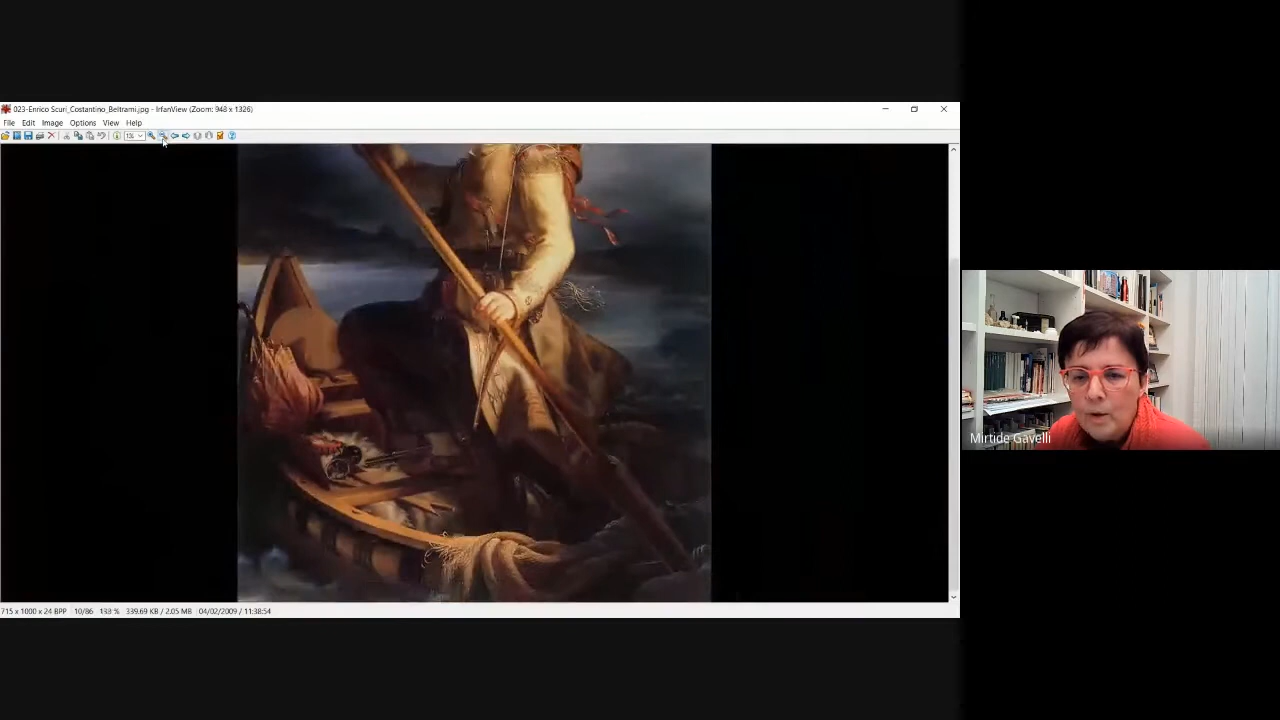 023-Enrico Scuri_Costantino_Beltrami.jpg - IrfanView (Zoom: 948 x 1326)
File Edit Image Options View Help
Mirtide Gavelli
715 x 1000 x 24 BPP 10/86 133 % 339.69 KB / 2.05 MB 04/02/2009 / 11:38:54